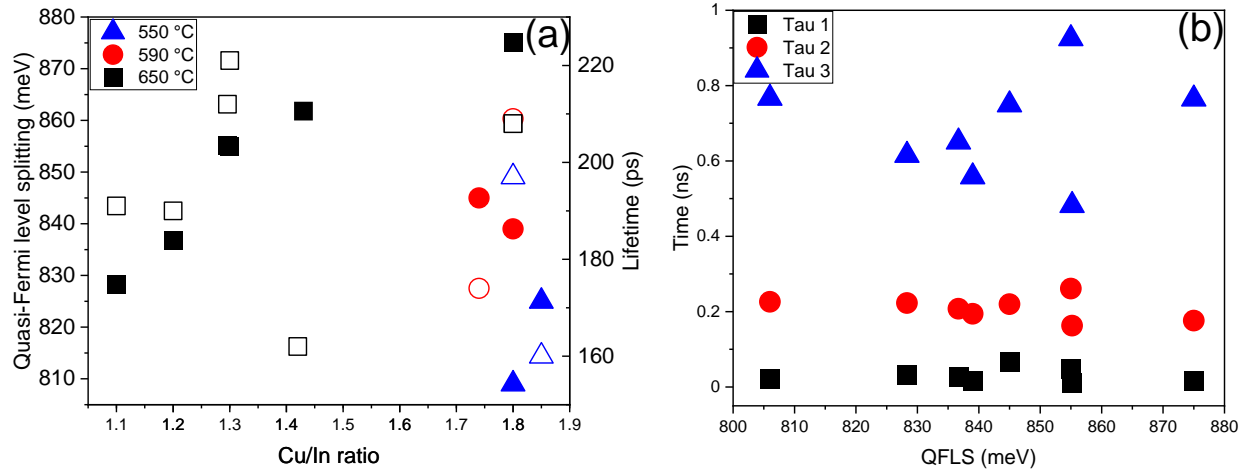 (a)
550 °C
590 °C
650 °C
880
870
860
850
840
830
820
810
Quasi-Fermi level splitting (meV)
220
200
180
160
Lifetime (ps)
1.1 1.2 1.3 1.4 1.5 1.6 1.7 1.8 1.9
Cu/In ratio
(b)
Tau 1
Tau 2
Tau 3
1
0.8
0.6
0.4
0.2
0
Time (ns)
800 810 820 830 840 850 860 870 880
QFLS (meV)